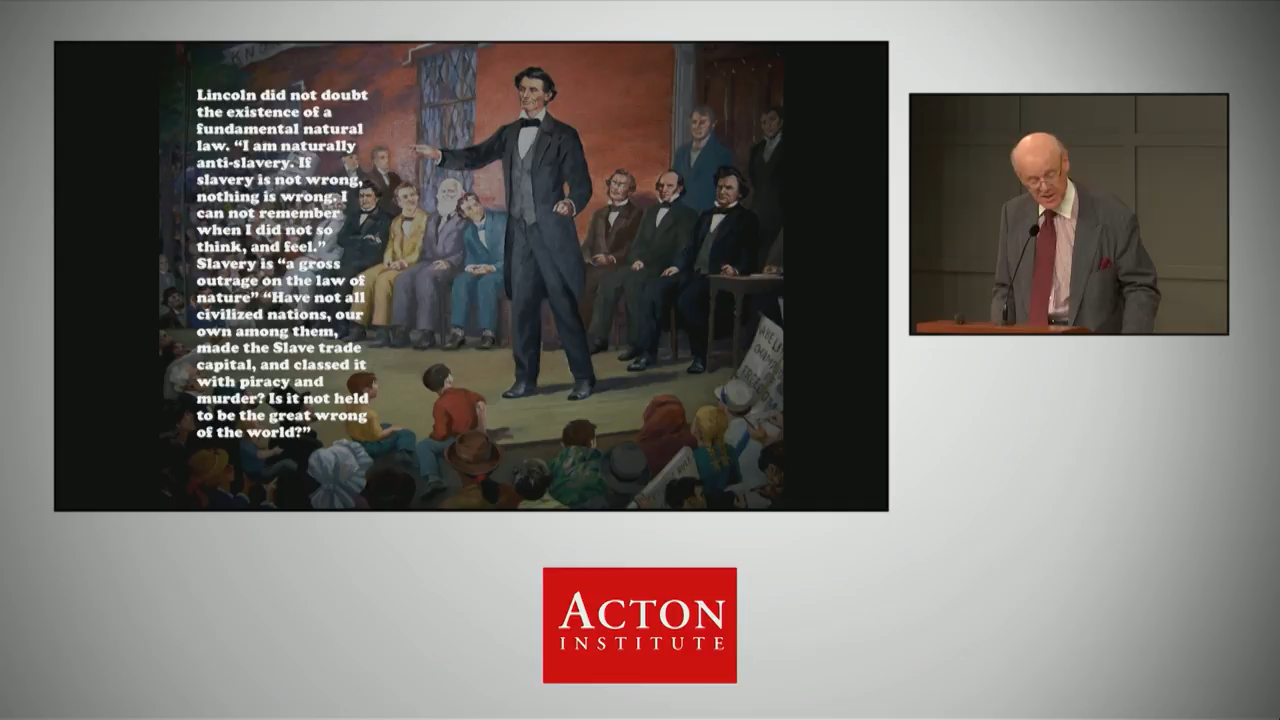 KNO
Lincoln did not doubt
the existence of a
fundamental natural
law. “I am naturally
anti-slavery. If
slavery is not wrong,
nothing is wrong. I
can not remember
when I did not so
think, and feel.”
Slavery is “a gross
outrage on the law of
nature” “Have not all
civilized nations, our
own among them,
made the Slave trade
capital, and classed it
with piracy and
murder? Is it not held
to be the great wrong
of the world?”
ABE
ACTON
INSTITUTE